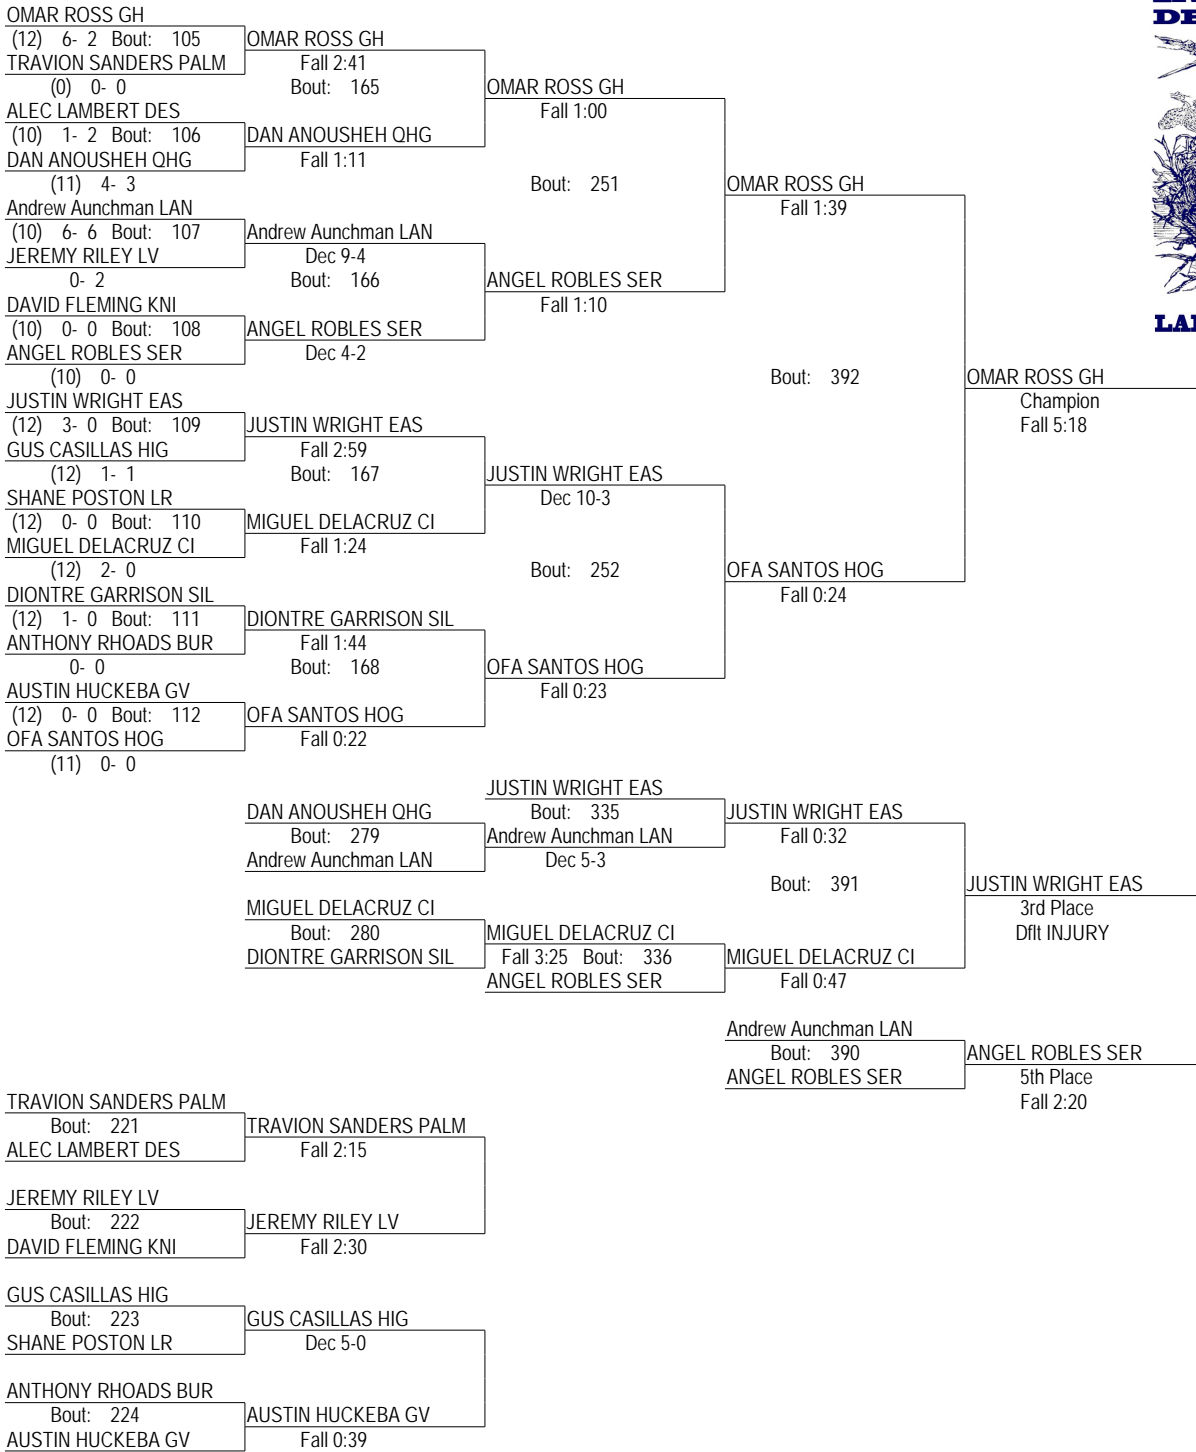 OMAR ROSS GH
(12) 6- 2 Bout: 105
TRAVION SANDERS PALM
(0) 0- 0
ALEC LAMBERT DES
(10) 1- 2 Bout: 106
DAN ANOUSHEH QHG
(11) 4- 3
Andrew Aunchman LAN
(10) 6- 6 Bout: 107
JEREMY RILEY LV
0- 2
DAVID FLEMING KNI
(10) 0- 0 Bout: 108
ANGEL ROBLES SER
(10) 0- 0
JUSTIN WRIGHT EAS
(12) 3- 0 Bout: 109
GUS CASILLAS HIG
(12) 1- 1
SHANE POSTON LR
(12) 0- 0 Bout: 110
MIGUEL DELACRUZ CI
(12) 2- 0
DIONTRE GARRISON SIL
(12) 1- 0 Bout: 111
ANTHONY RHOADS BUR
0- 0
AUSTIN HUCKEBA GV
(12) 0- 0 Bout: 112
OFA SANTOS HOG
(11) 0- 0
OMAR ROSS GH
Fall 2:41
Bout: 165
DAN ANOUSHEH QHG
Fall 1:11
Andrew Aunchman LAN
Dec 9-4
Bout: 166
ANGEL ROBLES SER
Dec 4-2
JUSTIN WRIGHT EAS
Fall 2:59
Bout: 167
MIGUEL DELACRUZ CI
Fall 1:24
DIONTRE GARRISON SIL
Fall 1:44
Bout: 168
OFA SANTOS HOG
Fall 0:22
OMAR ROSS GH
Fall 1:00
Bout: 251
ANGEL ROBLES SER
Fall 1:10
JUSTIN WRIGHT EAS
Dec 10-3
Bout: 252
OFA SANTOS HOG
Fall 0:23
OMAR ROSS GH
Fall 1:39
Bout: 392
OFA SANTOS HOG
Fall 0:24
OMAR ROSS GH
Champion
Fall 5:18
DAN ANOUSHEH QHG
Bout: 279
Andrew Aunchman LAN
MIGUEL DELACRUZ CI
Bout: 280
DIONTRE GARRISON SIL
JUSTIN WRIGHT EAS
Bout: 335
Andrew Aunchman LAN
Dec 5-3
MIGUEL DELACRUZ CI
Fall 3:25 Bout: 336
ANGEL ROBLES SER
JUSTIN WRIGHT EAS
Fall 0:32
Bout: 391
MIGUEL DELACRUZ CI
Fall 0:47
JUSTIN WRIGHT EAS
3rd Place
Dflt INJURY
Andrew Aunchman LAN
Bout: 390
ANGEL ROBLES SER
ANGEL ROBLES SER
5th Place
Fall 2:20
TRAVION SANDERS PALM
Bout: 221
ALEC LAMBERT DES
TRAVION SANDERS PALM
Fall 2:15
JEREMY RILEY LV
Bout: 222
DAVID FLEMING KNI
JEREMY RILEY LV
Fall 2:30
GUS CASILLAS HIG
Bout: 223
SHANE POSTON LR
GUS CASILLAS HIG
Dec 5-0
ANTHONY RHOADS BUR
Bout: 224
AUSTIN HUCKEBA GV
AUSTIN HUCKEBA GV
Fall 0:39